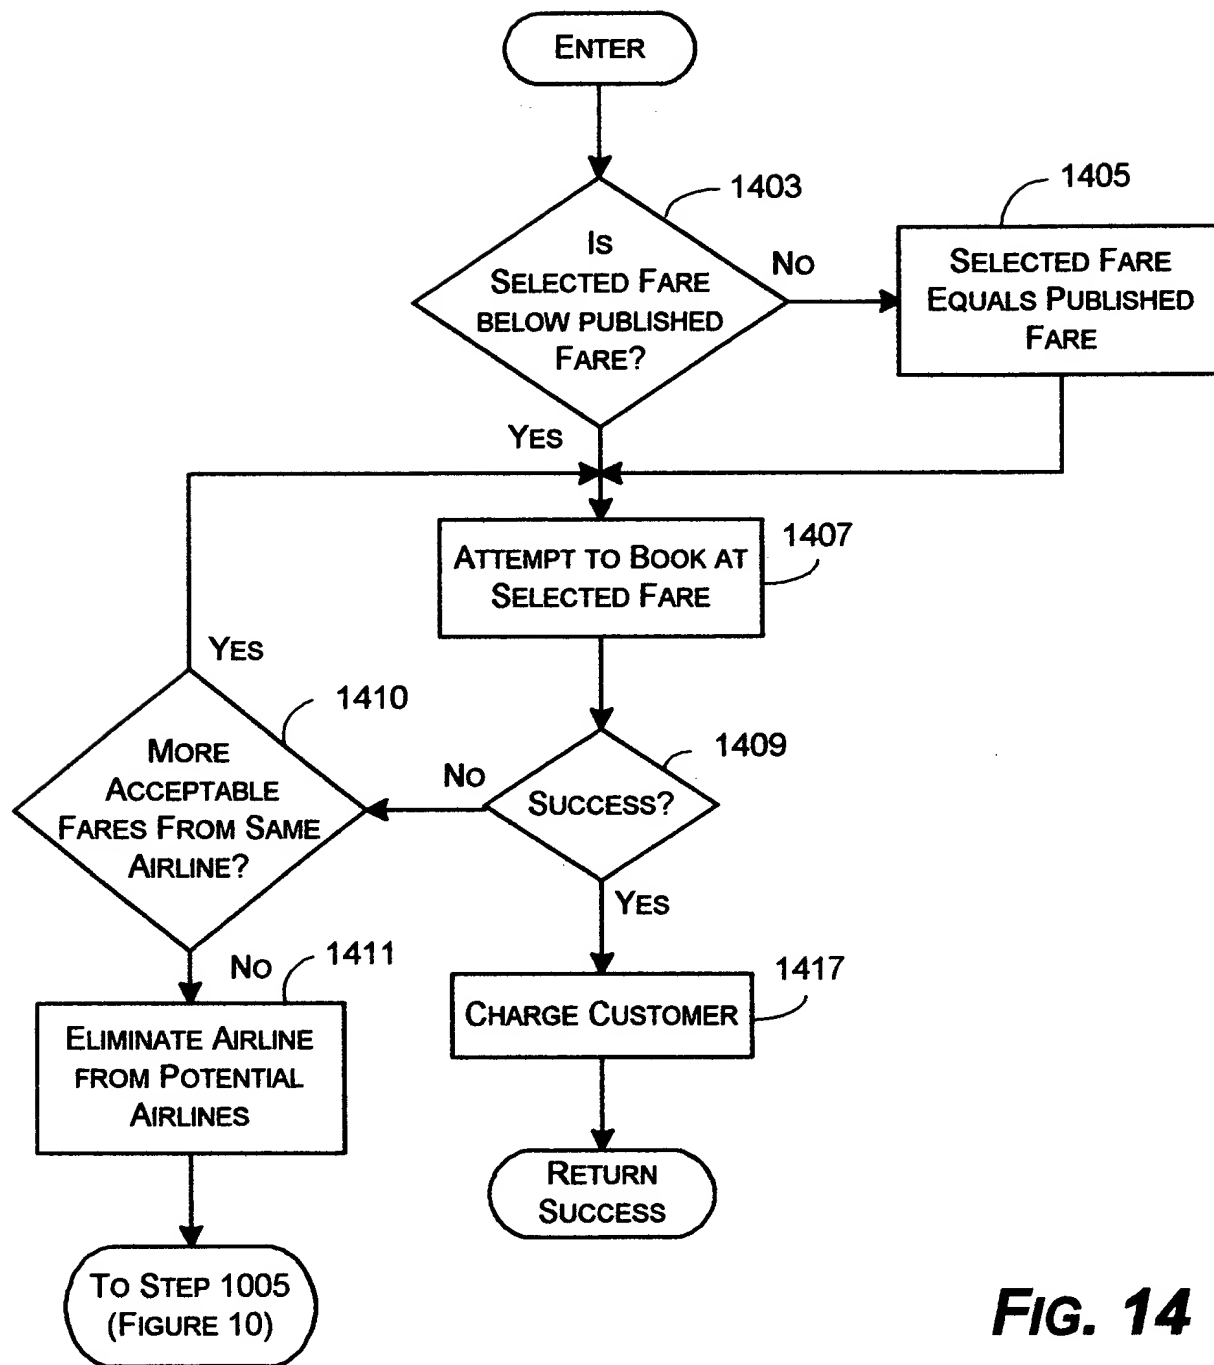 ENTER
1403
1405
IS
SELECTED FARE
BELOW PUBLISHED
FARE?
NO
SELECTED FARE
EQUALS PUBLISHED
FARE
YES
1407
ATTEMPT TO BOOK AT
SELECTED FARE
YES
1410
MORE
ACCEPTABLE
FARES FROM SAME
AIRLINE?
NO
1409
SUCCESS?
YES
NO
1411
ELIMINATE AIRLINE
FROM POTENTIAL
AIRLINES
1417
CHARGE CUSTOMER
RETURN
SUCCESS
TO STEP 1005
(FIGURE 10)
FIG. 14